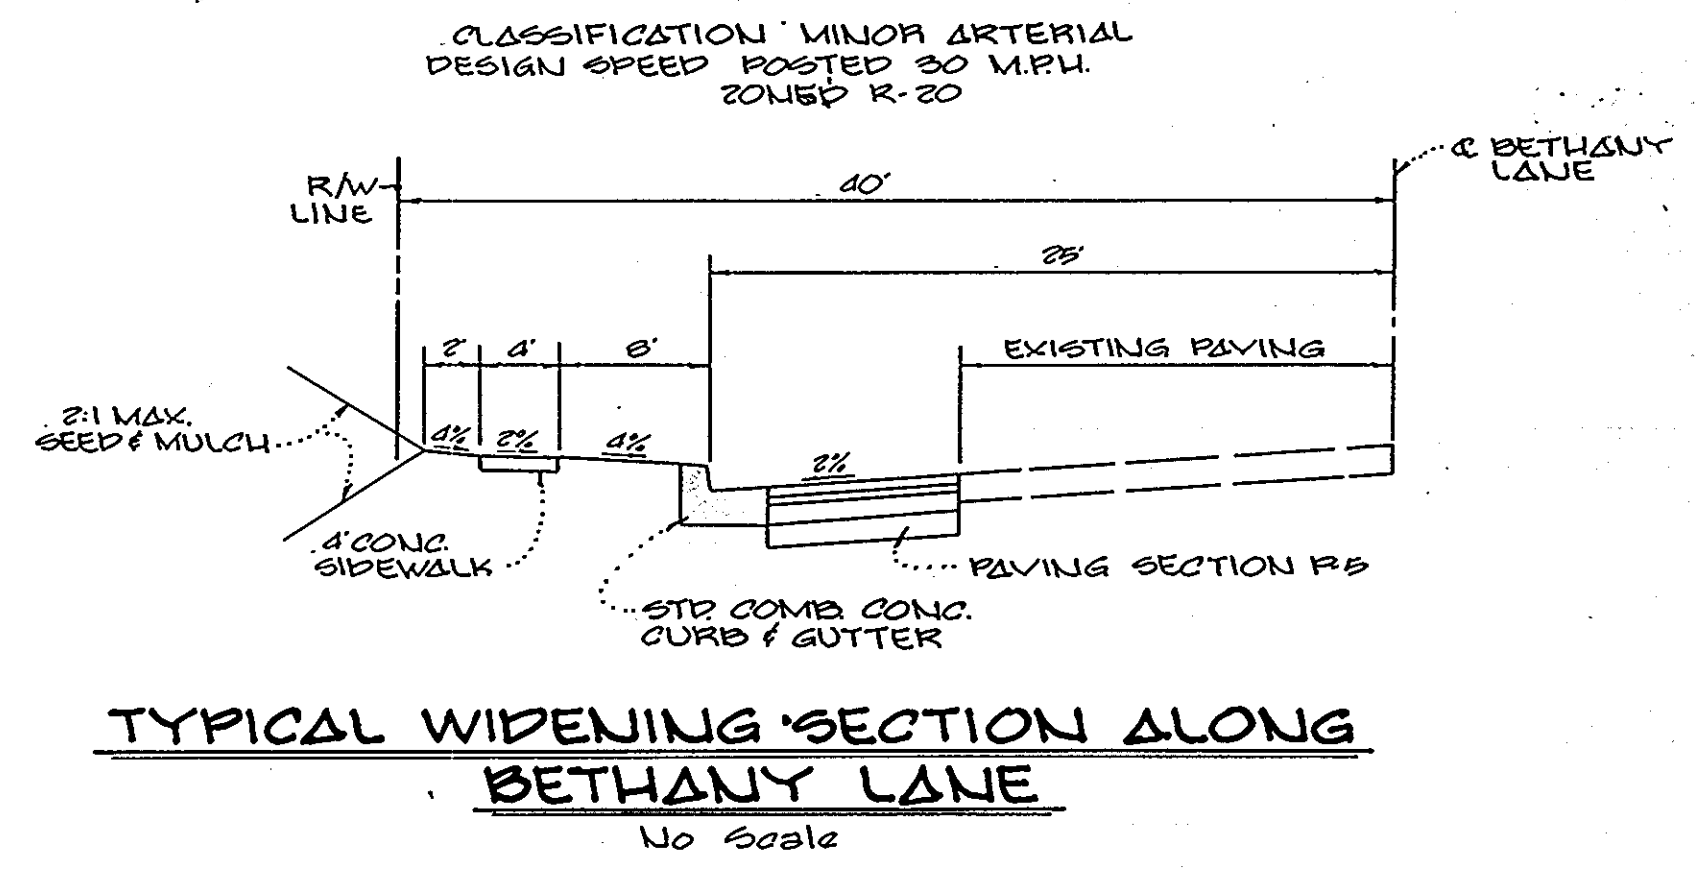 CLASSIFICATION MINOR ARTERIAL
DESIGN SPEED POSTED 30 M.P.H.
ZONED R-20
R/W
LINE
40'
℄ BETHANY
LANE
25'
2'
4'
8'
EXISTING PAVING
2:1 MAX.
SEED & MULCH
4%
2%
4%
2%
4' CONC.
SIDEWALK
PAVING SECTION P-5
STD. COMB. CONC.
CURB & GUTTER
TYPICAL WIDENING SECTION ALONG
BETHANY LANE
No Scale